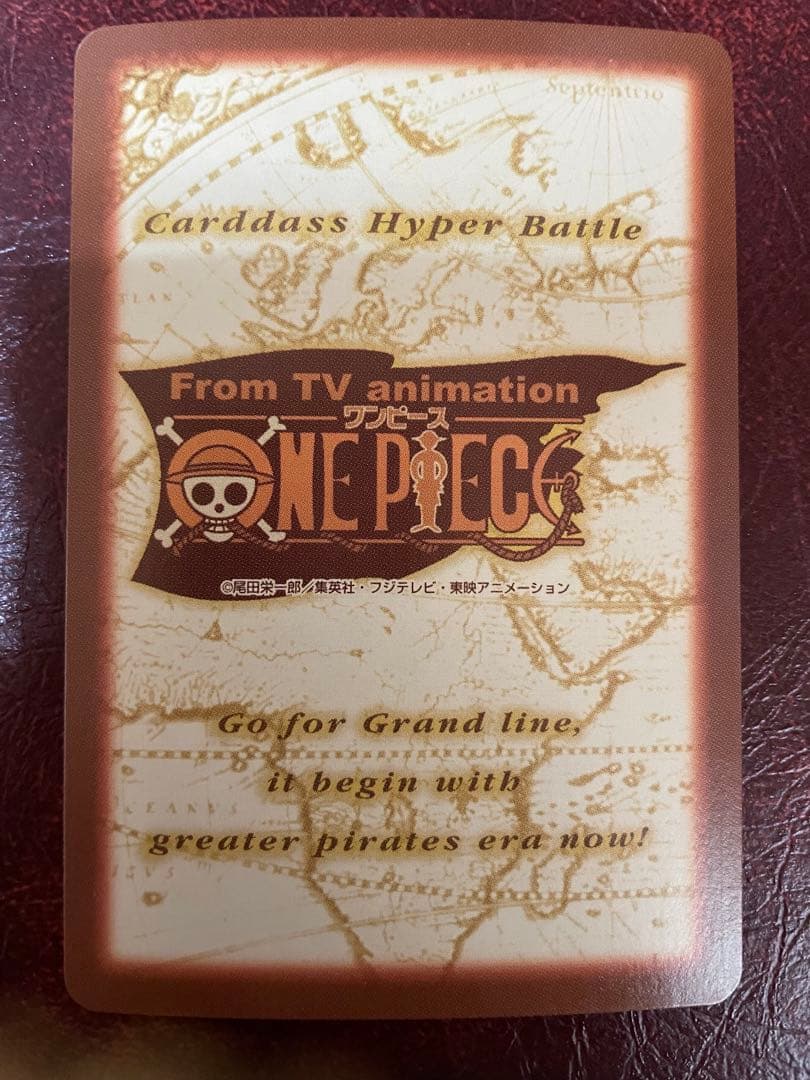 Septentrio
Carddass Hyper Battle
From TV animation
ワンピース
ONE PIECE
©尾田栄一郎／集英社・フジテレビ・東映アニメーション
Go for Grand line,
it begin with
greater pirates era now!